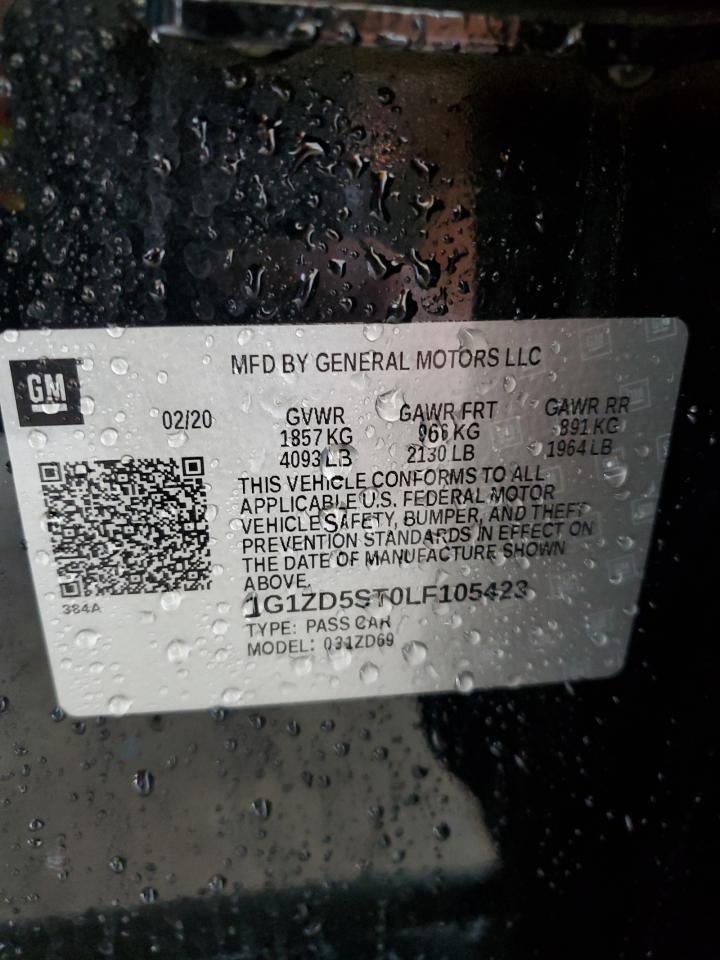 GM
MFD BY GENERAL MOTORS LLC
02/20
GVWR GAWR FRT GAWR RR
1857 KG 966 KG 891 KG
4093 LB 2130 LB 1964 LB
THIS VEHICLE CONFORMS TO ALL
APPLICABLE U.S. FEDERAL MOTOR
VEHICLE SAFETY, BUMPER, AND THEFT
PREVENTION STANDARDS IN EFFECT ON
THE DATE OF MANUFACTURE SHOWN
ABOVE.
384A
1G1ZD5ST0LF105423
TYPE: PASS CAR
MODEL: 031ZD69